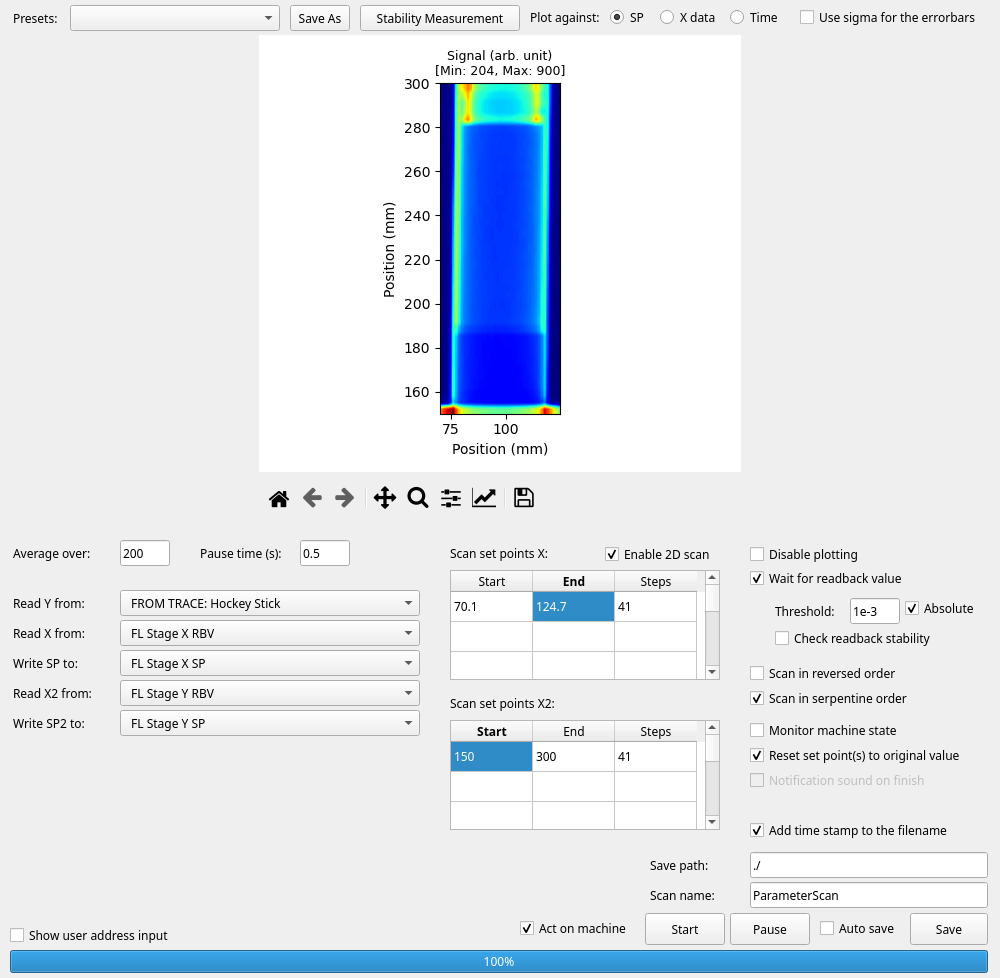 Presets:
Save As
Stability Measurement
Plot against:
SP
X data
Time
Use sigma for the errorbars
Signal (arb. unit)
[Min: 204, Max: 900]
300
280
260
240
220
200
180
160
Position (mm)
75
100
Position (mm)
Average over:
200
Pause time (s):
0.5
Read Y from:
FROM TRACE: Hockey Stick
Read X from:
FL Stage X RBV
Write SP to:
FL Stage X SP
Read X2 from:
FL Stage Y RBV
Write SP2 to:
FL Stage Y SP
Scan set points X:
Enable 2D scan
Start
End
Steps
70.1
124.7
41
Scan set points X2:
Start
End
Steps
150
300
41
Disable plotting
Wait for readback value
Threshold:
1e-3
Absolute
Check readback stability
Scan in reversed order
Scan in serpentine order
Monitor machine state
Reset set point(s) to original value
Notification sound on finish
Add time stamp to the filename
Save path:
./
Scan name:
ParameterScan
Show user address input
Act on machine
Start
Pause
Auto save
Save
100%